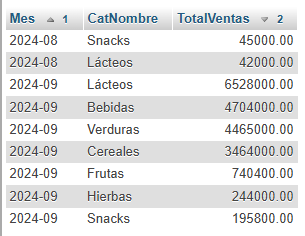 Mes 1 CatNombre TotalVentas 2
2024-08 Snacks 45000.00
2024-08 Lácteos 42000.00
2024-09 Lácteos 6528000.00
2024-09 Bebidas 4704000.00
2024-09 Verduras 4465000.00
2024-09 Cereales 3464000.00
2024-09 Frutas 740400.00
2024-09 Hierbas 244000.00
2024-09 Snacks 195800.00